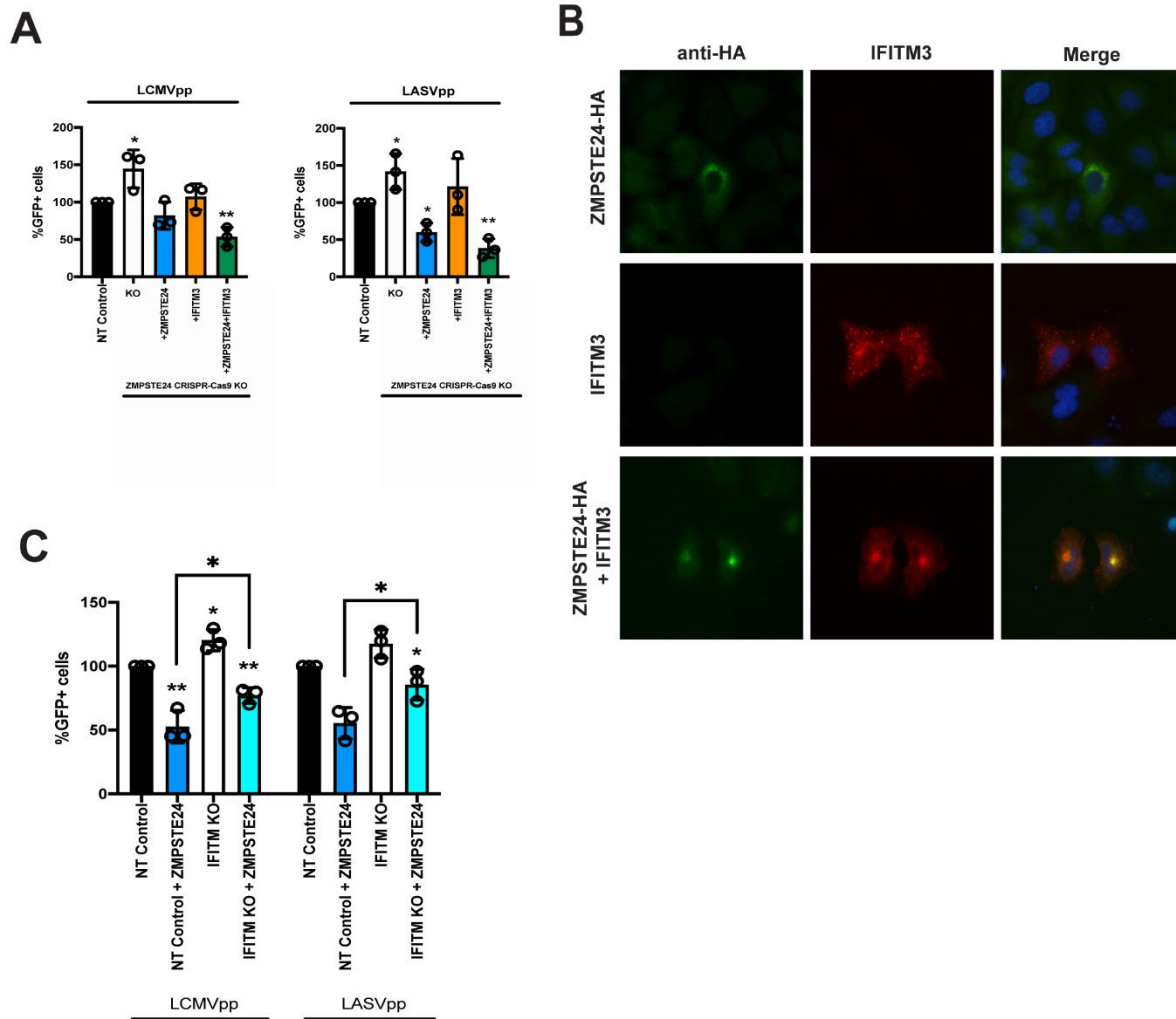 A
LCMVpp
%GFP+ cells
200
150
100
50
0
*
**
NT Control
KO
+ZMPSTE24
+IFITM3
+ZMPSTE24+IFITM3
ZMPSTE24 CRISPR-Cas9 KO
LASVpp
%GFP+ cells
200
150
100
50
0
*
*
**
NT Control
KO
+ZMPSTE24
+IFITM3
+ZMPSTE24+IFITM3
ZMPSTE24 CRISPR-Cas9 KO
B
anti-HA
IFITM3
Merge
ZMPSTE24-HA
IFITM3
ZMPSTE24-HA
+ IFITM3
C
%GFP+ cells
150
100
50
0
*
*
**
*
**
*
NT Control
NT Control + ZMPSTE24
IFITM KO
IFITM KO + ZMPSTE24
NT Control
NT Control + ZMPSTE24
IFITM KO
IFITM KO + ZMPSTE24
LCMVpp
LASVpp